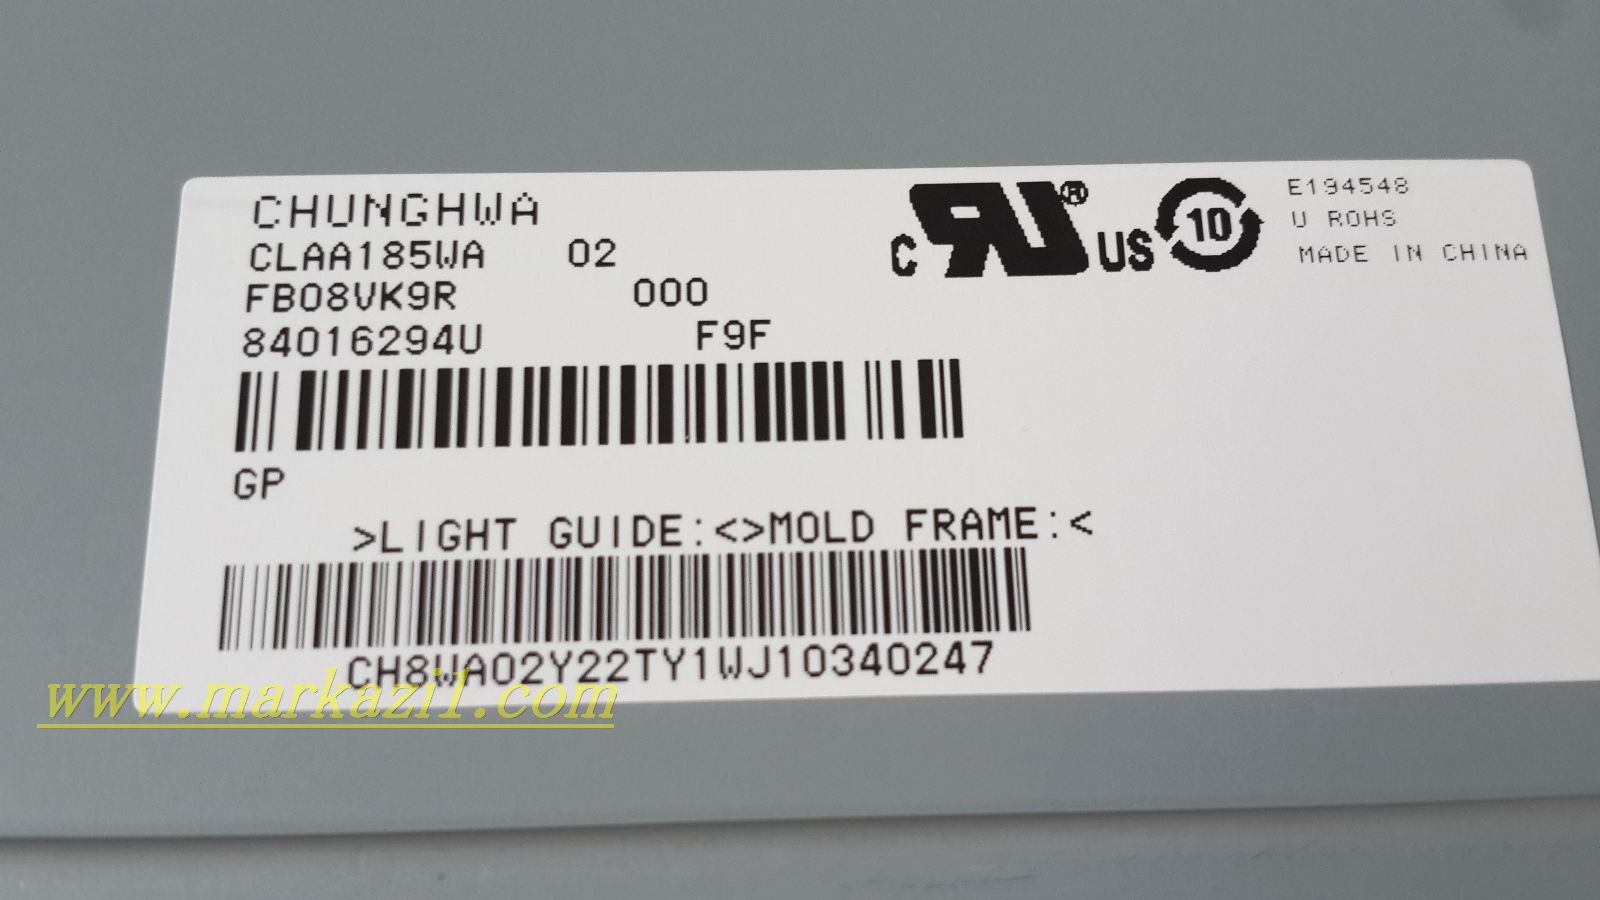 CHUNGHWA
CLAA185WA 02
FB08VK9R 000
84016294U F9F
GP
>LIGHT GUIDE:<>MOLD FRAME:<
CH8WA02Y22TY1WJ10340247
C RU® US
10
E194548
U ROHS
MADE IN CHINA
www.markazi1.com